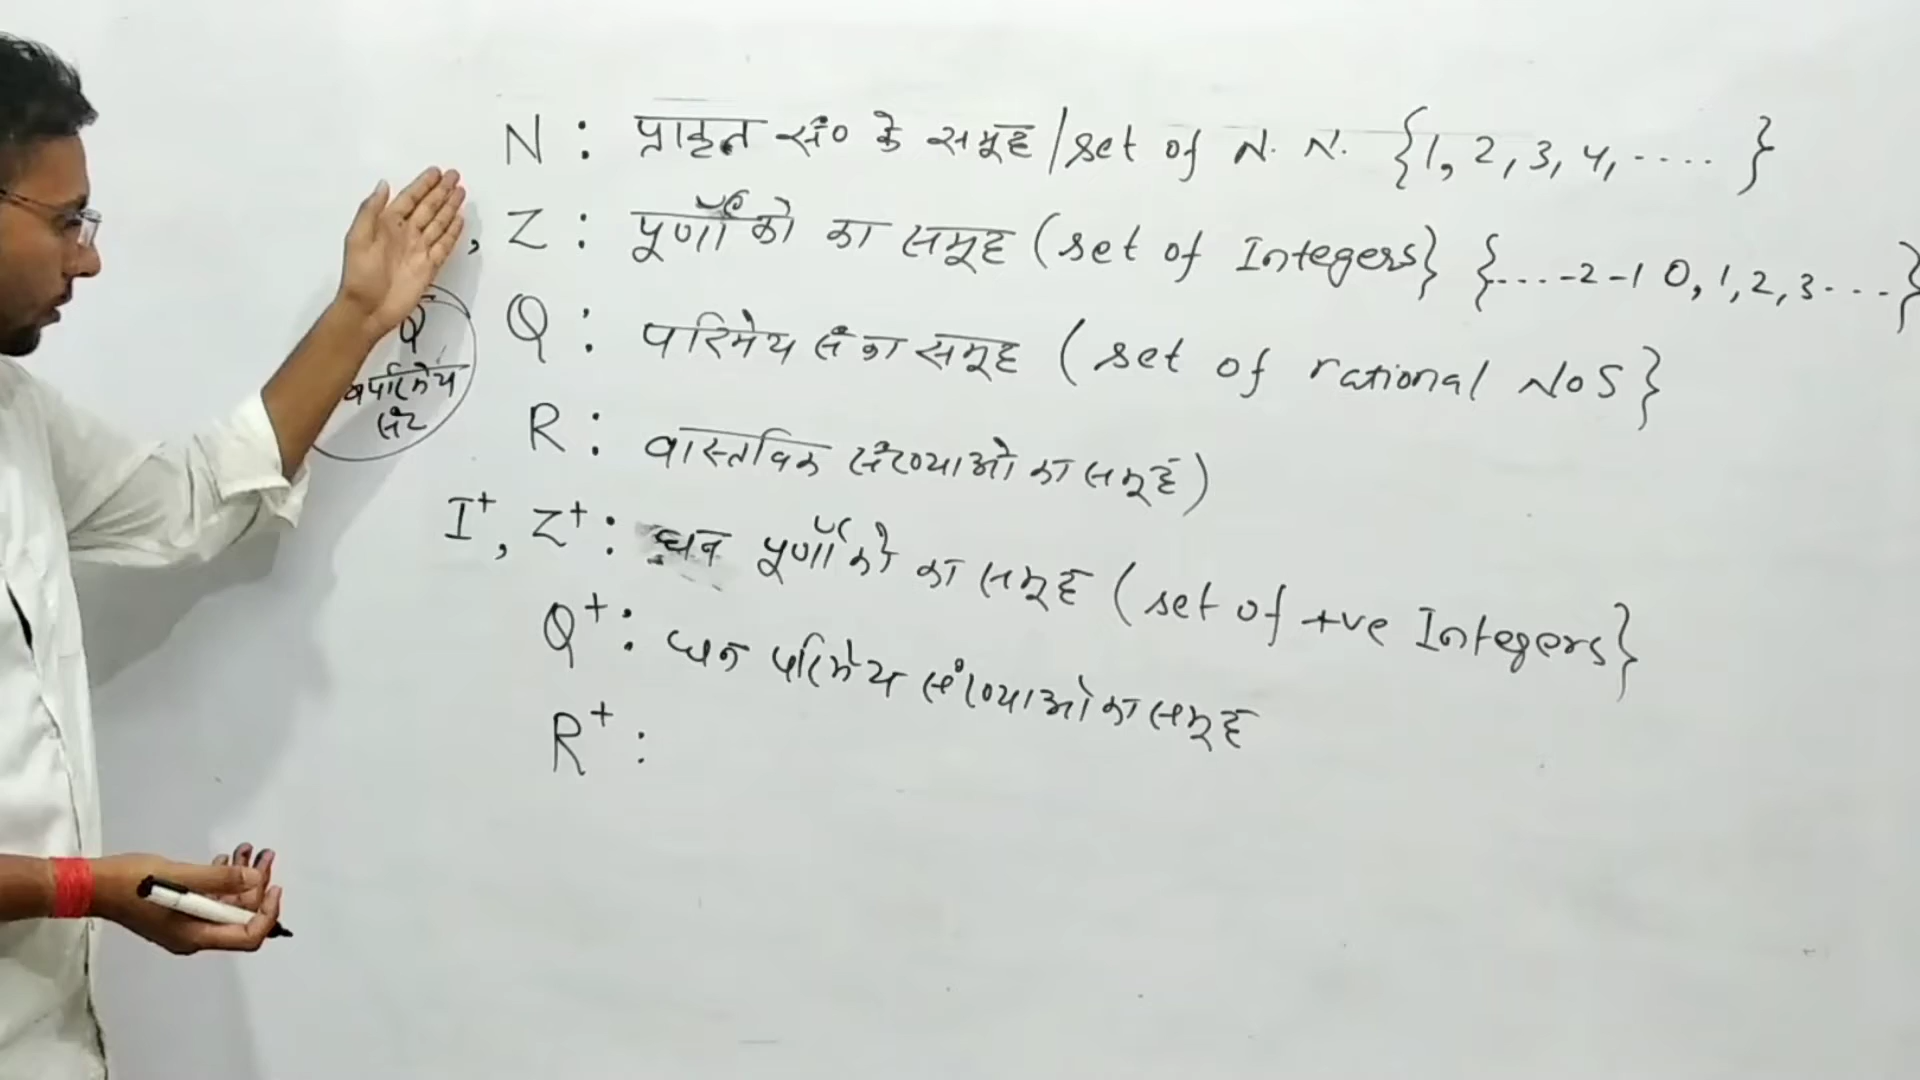 N : प्राकृत सं० के समूह / set of N. N. {1, 2, 3, 4, .... }
, Z : पूर्णांको का समूह (set of Integers} {.... -2 -1 0, 1, 2, 3 ....}
Q : परिमेय सं का समूह ( set of rational NOS}
R : वास्तविक संख्याओ का समूह )
I+, Z+ : धन पूर्णांको का समूह ( set of +ve Integers}
Q+ : धन परिमेय संख्याओ का समूह
R+ :
Q